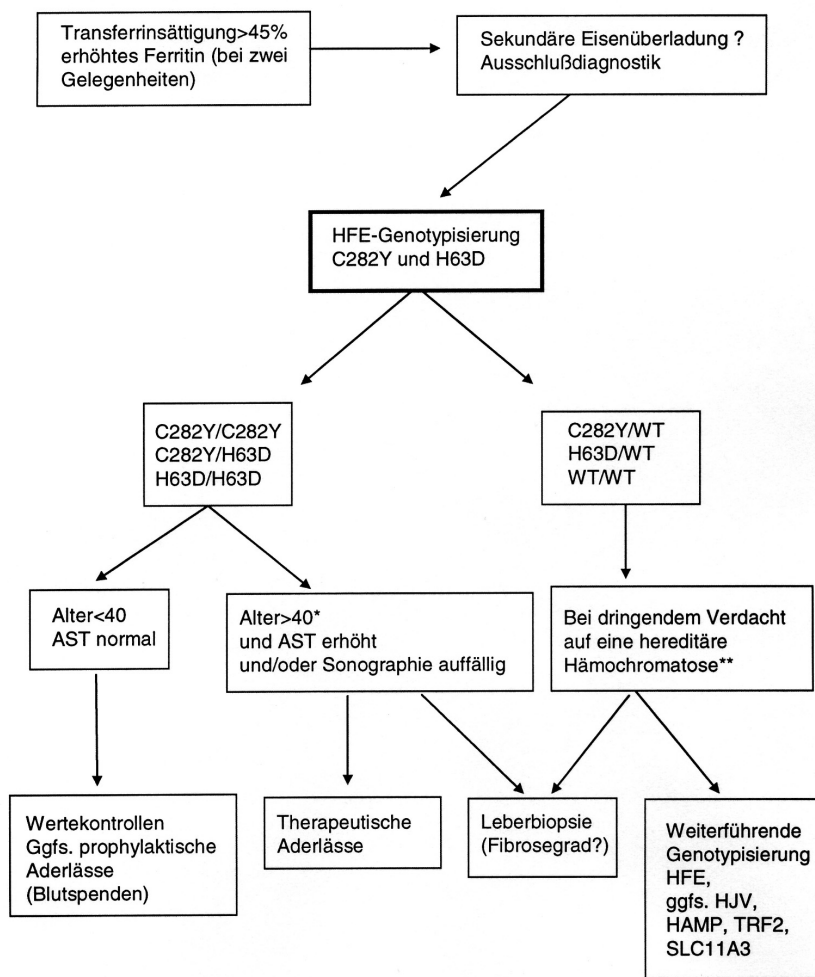 Transferrinsättigung>45%
erhöhtes Ferritin (bei zwei
Gelegenheiten)
Sekundäre Eisenüberladung ?
Ausschlußdiagnostik
HFE-Genotypisierung
C282Y und H63D
C282Y/C282Y
C282Y/H63D
H63D/H63D
C282Y/WT
H63D/WT
WT/WT
Alter<40
AST normal
Alter>40*
und AST erhöht
und/oder Sonographie auffällig
Bei dringendem Verdacht
auf eine hereditäre
Hämochromatose**
Wertekontrollen
Ggfs. prophylaktische
Aderlässe
(Blutspenden)
Therapeutische
Aderlässe
Leberbiopsie
(Fibrosegrad?)
Weiterführende
Genotypisierung
HFE,
ggfs. HJV,
HAMP, TRF2,
SLC11A3